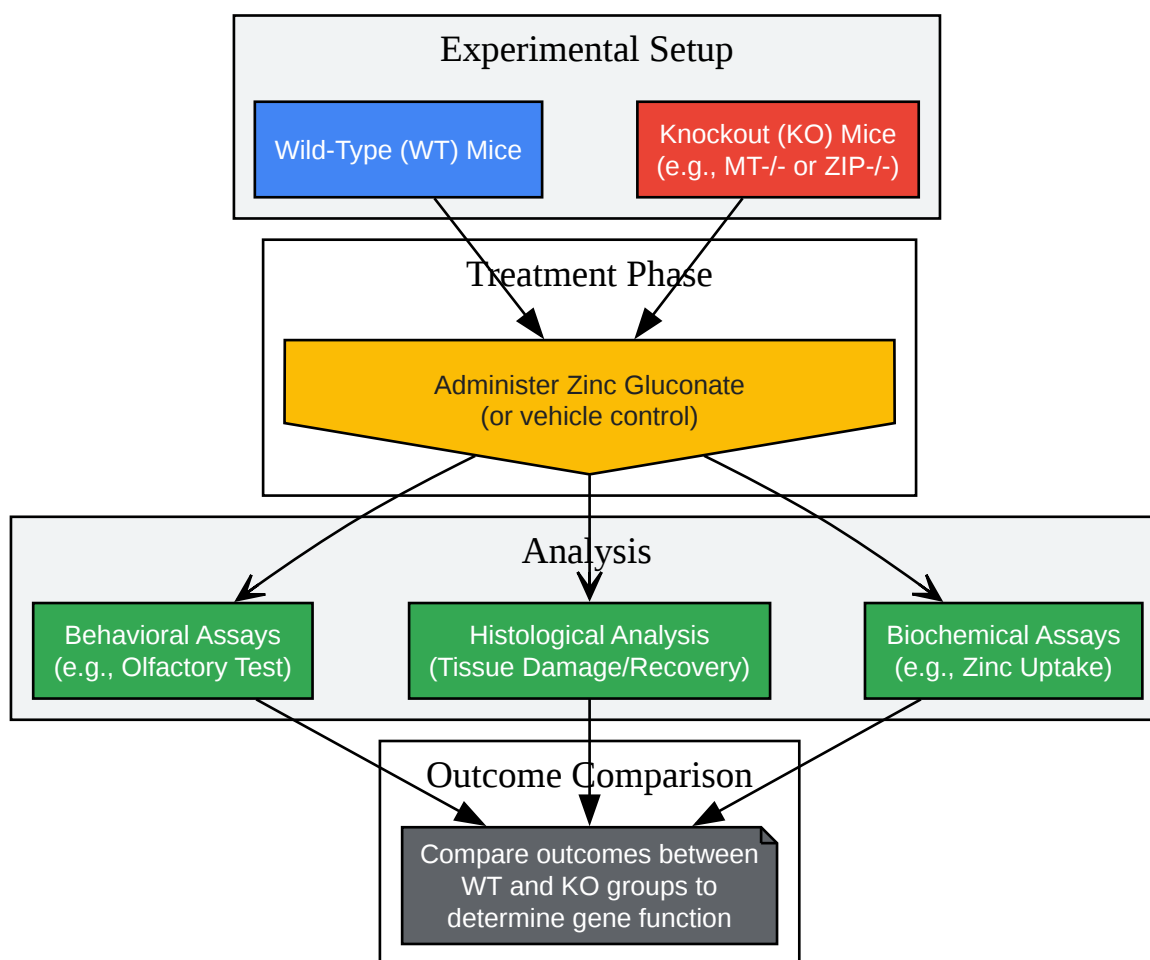 Experimental Setup
Wild-Type (WT) Mice
Knockout (KO) Mice
(e.g., MT-/- or ZIP-/-)
Treatment Phase
Administer Zinc Gluconate
(or vehicle control)
Analysis
Behavioral Assays
(e.g., Olfactory Test)
Histological Analysis
(Tissue Damage/Recovery)
Biochemical Assays
(e.g., Zinc Uptake)
Outcome Comparison
Compare outcomes between
WT and KO groups to
determine gene function